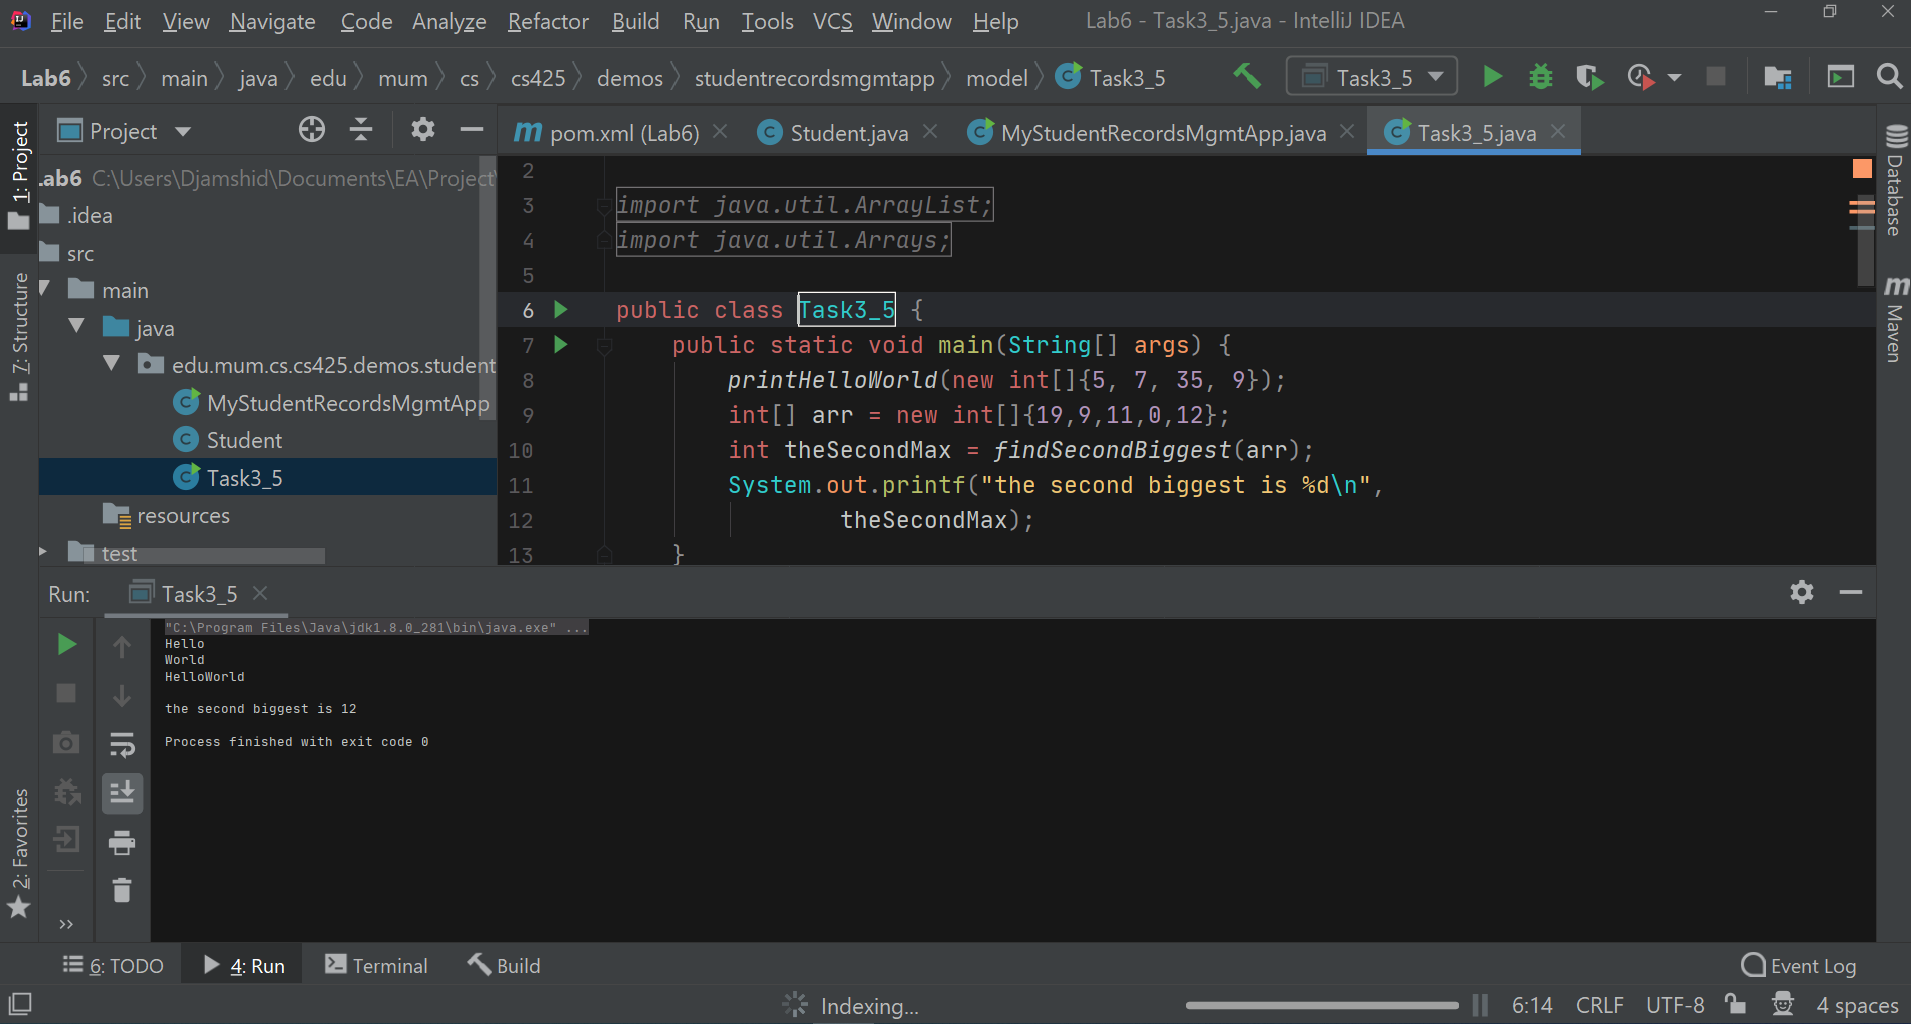 File Edit View Navigate Code Analyze Refactor Build Run Tools VCS Window Help Lab6 - Task3_5.java - IntelliJ IDEA
Lab6 src main java edu mum cs cs425 demos studentrecordsmgmtapp model Task3_5 Task3_5
1: Project
7: Structure
2: Favorites
Project
Lab6 C:\Users\Djamshid\Documents\EA\Project
.idea
src
main
java
edu.mum.cs.cs425.demos.student
MyStudentRecordsMgmtApp
Student
Task3_5
resources
test
pom.xml (Lab6) Student.java MyStudentRecordsMgmtApp.java Task3_5.java
2
3 import java.util.ArrayList;
4 import java.util.Arrays;
5
6 public class Task3_5 {
7 public static void main(String[] args) {
8 printHelloWorld(new int[]{5, 7, 35, 9});
9 int[] arr = new int[]{19,9,11,0,12};
10 int theSecondMax = findSecondBiggest(arr);
11 System.out.printf("the second biggest is %d\n",
12 theSecondMax);
13 }
Database
Maven
Run: Task3_5
"C:\Program Files\Java\jdk1.8.0_281\bin\java.exe" ...
Hello
World
HelloWorld
the second biggest is 12
Process finished with exit code 0
6: TODO 4: Run Terminal Build Event Log
Indexing... 6:14 CRLF UTF-8 4 spaces